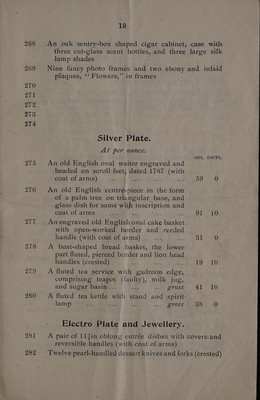 19
268 An oak sentry-box shaped cigar cabinet, case with
three cut-glass scent bottles, and three large silk
lamp shades
269 Nine fancy photo frames and two ebony and inlaid
plaques, "Flowers," in frames
270
271
272
273
274
Silver Plate.
At per ounce.
ozs. dwts.
275 An old English oval waiter engraved and
beaded on scroll feet, dated 1787 (with
coat of arms) ... ... ... 59 0
276 An old English centre-piece in the form
of a palm tree on triangular base, and
glass dish for same with inscription and
coat of arms ... ... ... 91 10
277 An engraved old English oval cake basket
with open-worked border and reeded
handle (with coat of arms) ... 31 0
278 A boat-shaped bread basket, the lower
part fluted, pierced border and lion head
handles (crested) ... ... 19 10
279 A fluted tea service with gadroon edge,
comprising teapot (faulty), milk jug,
and sugar basin ... ... gross 41 10
280 A fluted tea kettle with stand and spirit
lamp ... ... ... gross 38 0
Electro Plate and Jewellery.
281 A pair of 11½in oblong entrée dishes with covers and
reversible handles (with coat of arms)
282 Twelve pearl-handled dessert knives and forks (crested)